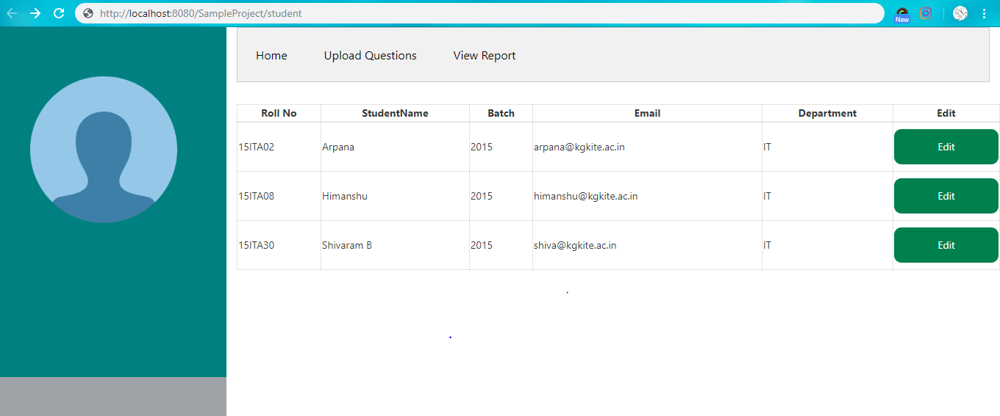 http://localhost:8080/SampleProject/student
New
Home Upload Questions View Report
Roll No StudentName Batch Email Department Edit
15ITA02 Arpana 2015 arpana@kgkite.ac.in IT Edit
15ITA08 Himanshu 2015 himanshu@kgkite.ac.in IT Edit
15ITA30 Shivaram B 2015 shiva@kgkite.ac.in IT Edit